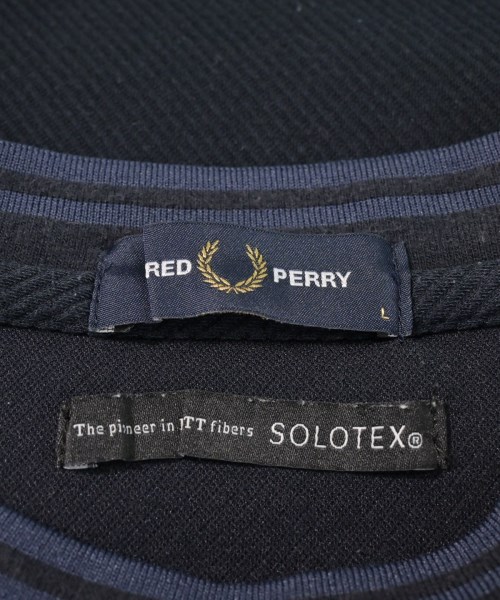 RED PERRY
L
The pioneer in PTT fibers SOLOTEX®